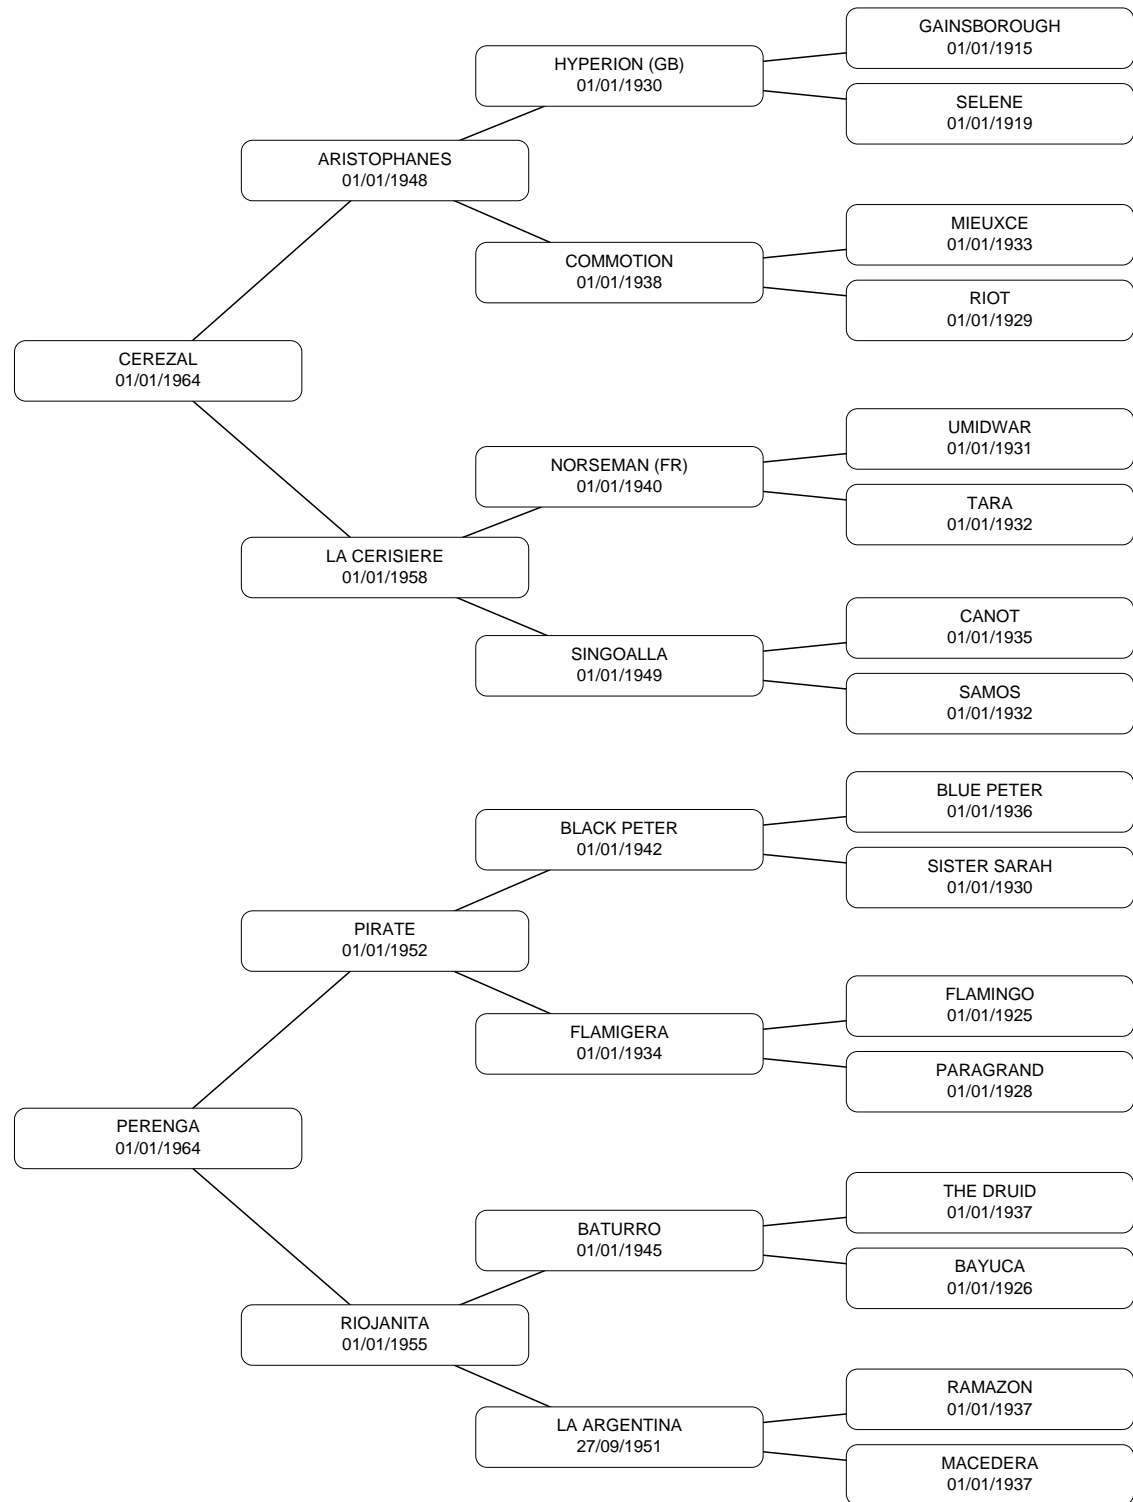 GAINSBOROUGH
01/01/1915
HYPERION (GB)
01/01/1930
SELENE
01/01/1919
ARISTOPHANES
01/01/1948
MIEUXCE
01/01/1933
COMMOTION
01/01/1938
RIOT
01/01/1929
CEREZAL
01/01/1964
UMIDWAR
01/01/1931
NORSEMAN (FR)
01/01/1940
TARA
01/01/1932
LA CERISIERE
01/01/1958
CANOT
01/01/1935
SINGOALLA
01/01/1949
SAMOS
01/01/1932
BLUE PETER
01/01/1936
BLACK PETER
01/01/1942
SISTER SARAH
01/01/1930
PIRATE
01/01/1952
FLAMINGO
01/01/1925
FLAMIGERA
01/01/1934
PARAGRAND
01/01/1928
PERENGA
01/01/1964
THE DRUID
01/01/1937
BATURRO
01/01/1945
BAYUCA
01/01/1926
RIOJANITA
01/01/1955
RAMAZON
01/01/1937
LA ARGENTINA
27/09/1951
MACEDERA
01/01/1937